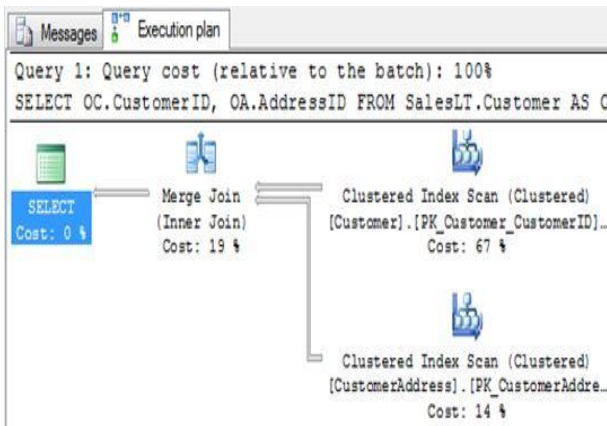 Messages
Execution plan
Query 1: Query cost (relative to the batch): 100%
SELECT OC.CustomerID, OA.AddressID FROM SalesLT.Customer AS
SELECT
Cost: 0 %
Merge Join
(Inner Join)
Cost: 19 %
Clustered Index Scan (Clustered)
[Customer].[PK_Customer_CustomerID]…
Cost: 67 %
Clustered Index Scan (Clustered)
[CustomerAddress].[PK_CustomerAddre…
Cost: 14 %